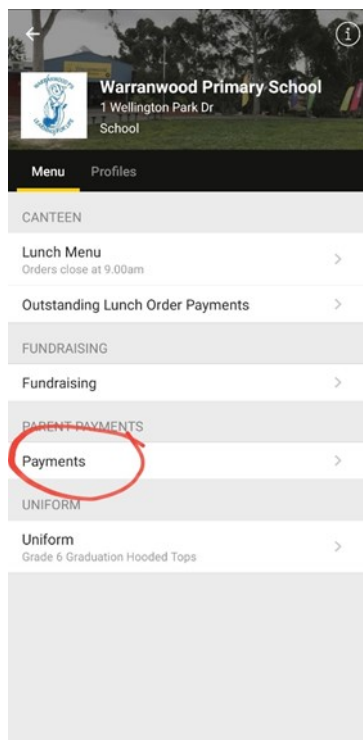 Warranwood Primary School
1 Wellington Park Dr
School
Menu Profiles
CANTEEN
Lunch Menu
Orders close at 9.00am
Outstanding Lunch Order Payments
FUNDRAISING
Fundraising
PARENT PAYMENTS
Payments
UNIFORM
Uniform
Grade 6 Graduation Hooded Tops